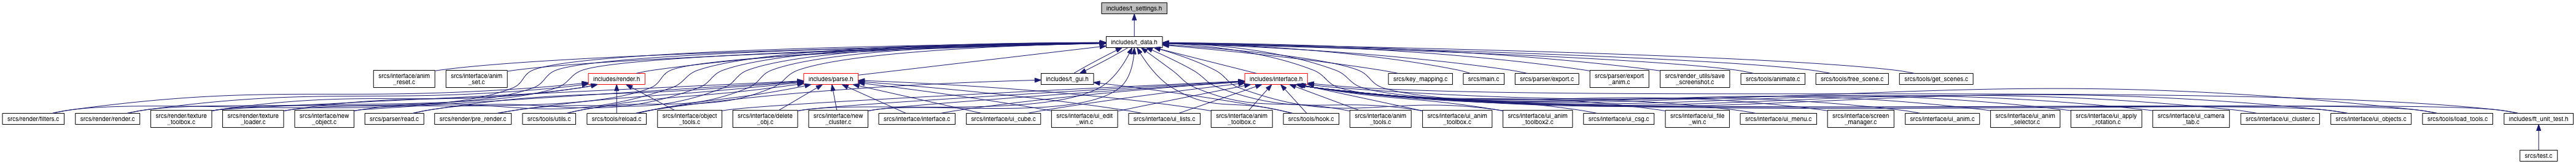 includes/t_settings.h
includes/t_data.h
srcs/interface/anim
_reset.c
srcs/interface/anim
_set.c
includes/render.h
includes/parse.h
includes/t_gui.h
includes/interface.h
srcs/key_mapping.c
srcs/main.c
srcs/parser/export.c
srcs/parser/export
_anim.c
srcs/render_utils/save
_screenshot.c
srcs/tools/animate.c
srcs/tools/free_scene.c
srcs/tools/get_scenes.c
srcs/render/filters.c
srcs/render/render.c
srcs/render/texture
_toolbox.c
srcs/render/texture
_loader.c
srcs/interface/new
_object.c
srcs/parser/read.c
srcs/render/pre_render.c
srcs/tools/utils.c
srcs/tools/reload.c
srcs/interface/object
_tools.c
srcs/interface/delete
_obj.c
srcs/interface/new
_cluster.c
srcs/interface/interface.c
srcs/interface/ui_cube.c
srcs/interface/ui_edit
_win.c
srcs/interface/ui_lists.c
srcs/interface/anim
_toolbox.c
srcs/tools/hook.c
srcs/interface/anim
_tools.c
srcs/interface/ui_anim
_toolbox.c
srcs/interface/ui_anim
_toolbox2.c
srcs/interface/ui_csg.c
srcs/interface/ui_file
_win.c
srcs/interface/ui_menu.c
srcs/interface/screen
_manager.c
srcs/interface/ui_anim.c
srcs/interface/ui_anim
_selector.c
srcs/interface/ui_apply
_rotation.c
srcs/interface/ui_camera
_tab.c
srcs/interface/ui_cluster.c
srcs/interface/ui_objects.c
srcs/tools/load_tools.c
includes/ft_unit_test.h
srcs/test.c